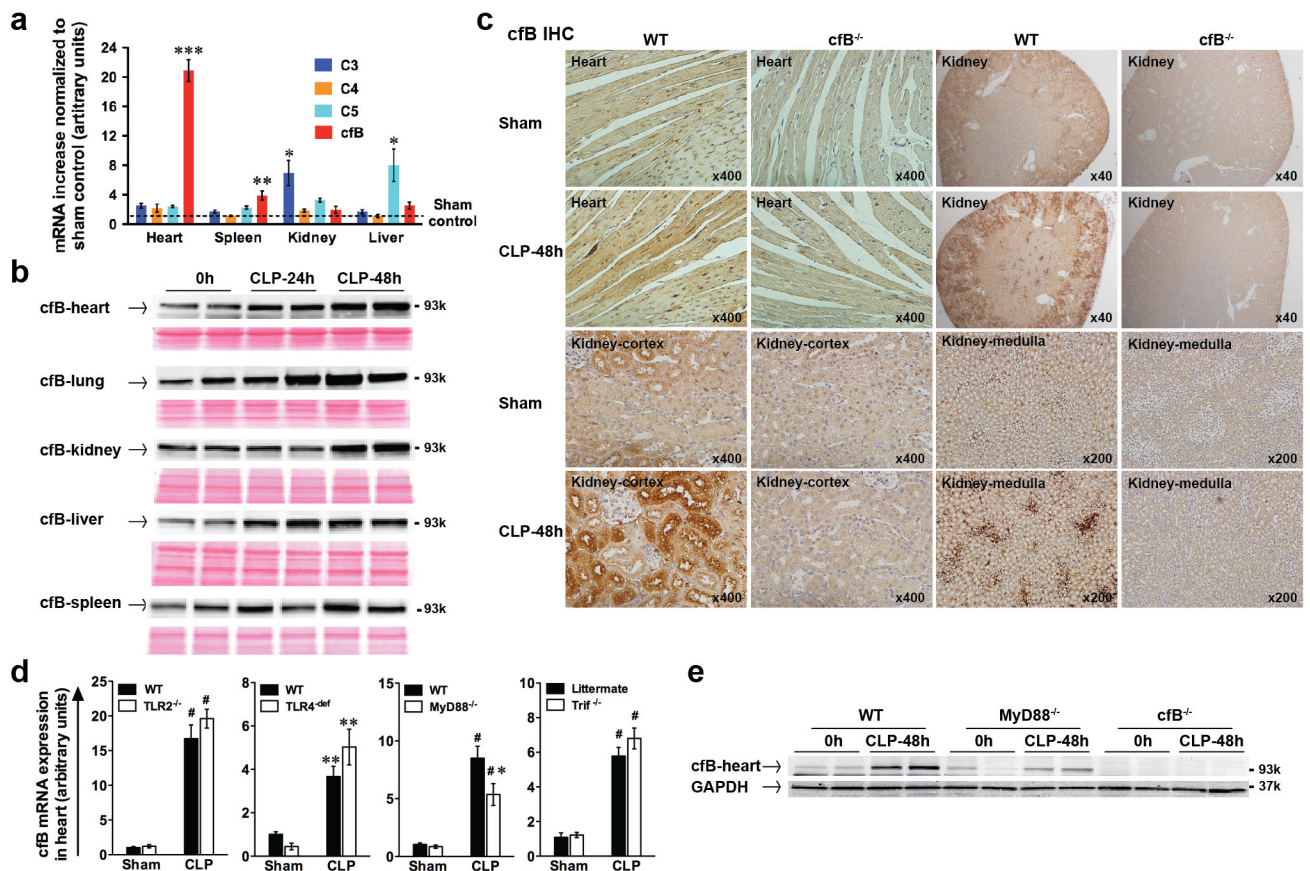 a
mRNA increase normalized to
sham control (artitrary units)
24
20
16
12
8
4
0
***
**
*
*
C3
C4
C5
cfB
Sham
control
Heart Spleen Kidney Liver
b
0h CLP-24h CLP-48h
cfB-heart → - 93k
cfB-lung → - 93k
cfB-kidney → - 93k
cfB-liver → - 93k
cfB-spleen → - 93k
c
cfB IHC
WT cfB-/- WT cfB-/-
Sham
Heart Heart Kidney Kidney
x400 x400 x40 x40
CLP-48h
Heart Heart Kidney Kidney
x400 x400 x40 x40
Sham
Kidney-cortex Kidney-cortex Kidney-medulla Kidney-medulla
x400 x400 x200 x200
CLP-48h
Kidney-cortex Kidney-cortex Kidney-medulla Kidney-medulla
x400 x400 x200 x200
d
cfB mRNA expression
in heart (arbitrary units)
25
20
15
10
5
0
WT
TLR2-/-
# #
Sham CLP
8
6
4
2
0
WT
TLR4-def
** **
Sham CLP
15
10
5
0
WT
MyD88-/-
#
# *
Sham CLP
10
8
6
4
2
0
Littermate
Trif -/-
# #
Sham CLP
e
WT MyD88-/- cfB-/-
0h CLP-48h 0h CLP-48h 0h CLP-48h
cfB-heart → - 93k
GAPDH → - 37k